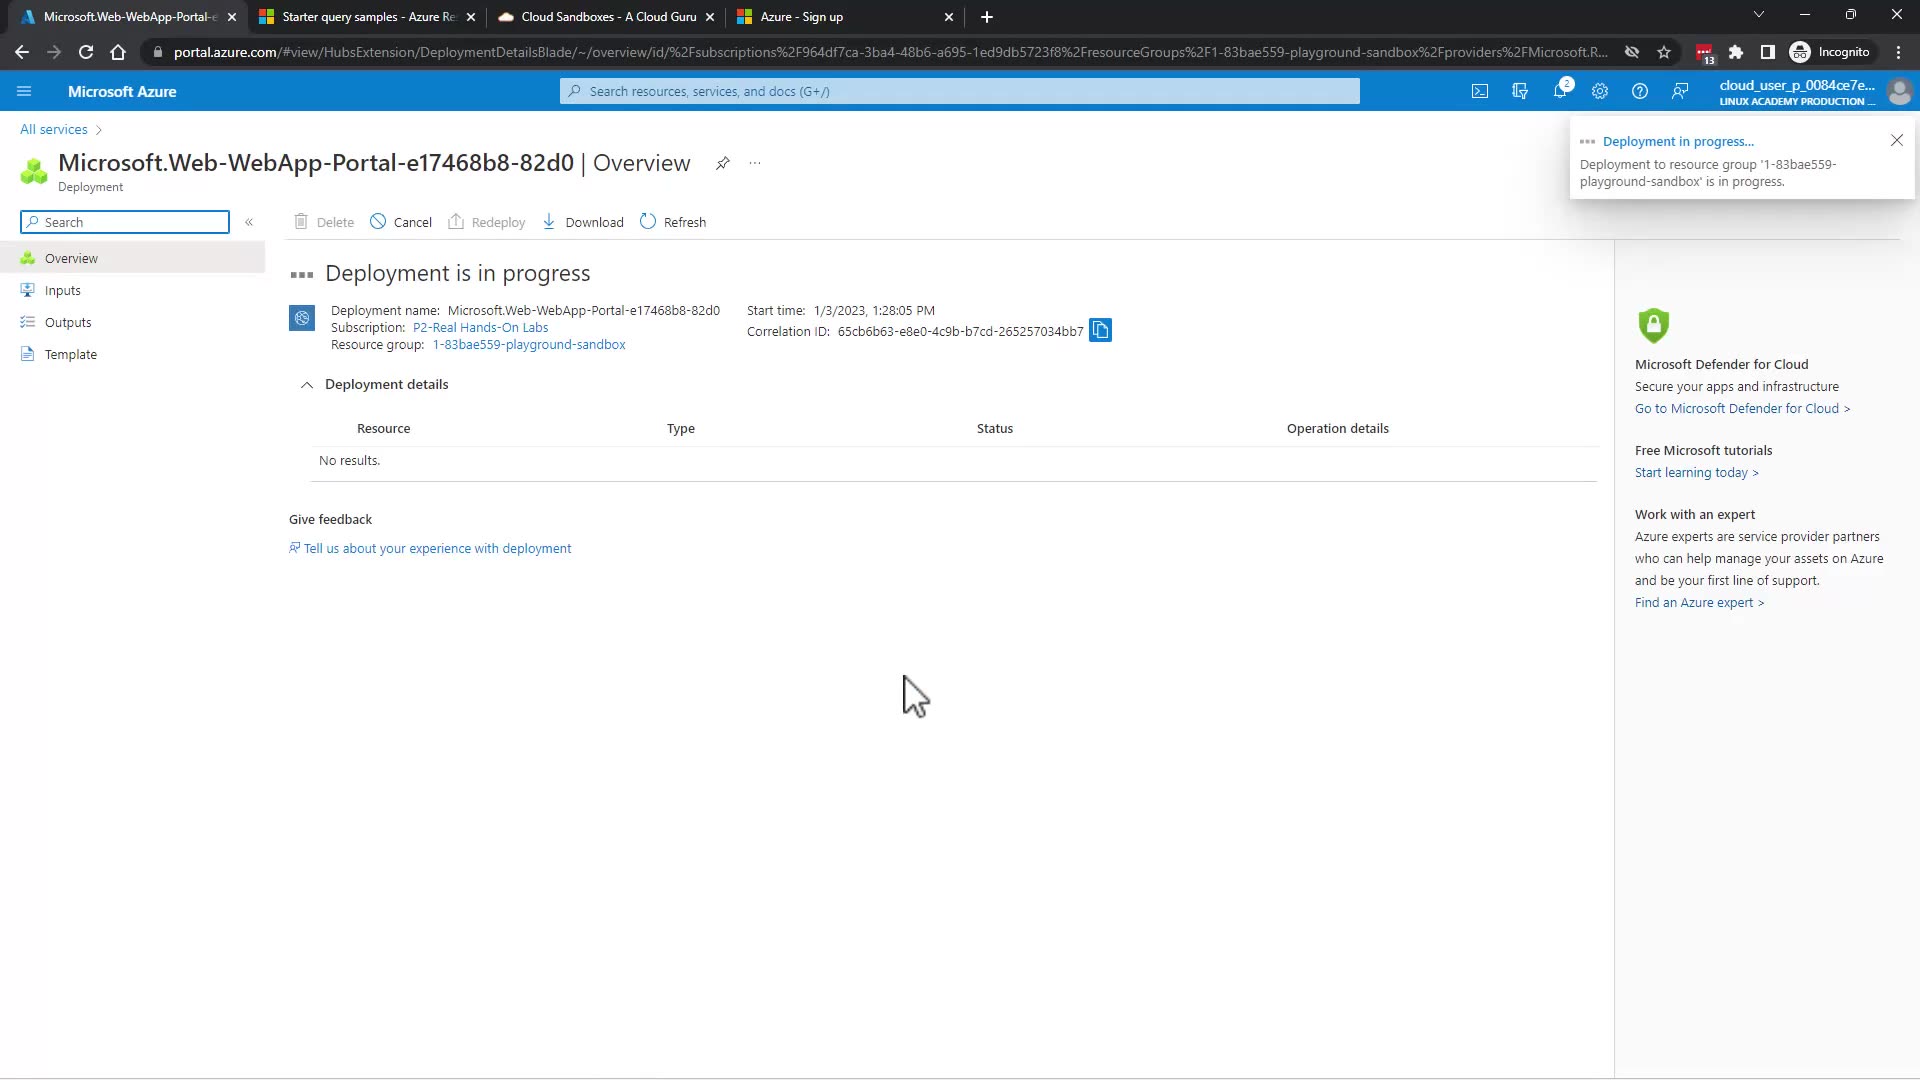 Microsoft.Web-WebApp-Portal-e
Starter query samples - Azure Re
Cloud Sandboxes - A Cloud Guru
Azure - Sign up
portal.azure.com/#view/HubsExtension/DeploymentDetailsBlade/~/overview/id/%2Fsubscriptions%2F964df7ca-3ba4-48b6-a695-1ed9db5723f8%2FresourceGroups%2F1-83bae559-playground-sandbox%2Fproviders%2FMicrosoft.R...
13
Incognito
Microsoft Azure
Search resources, services, and docs (G+/)
2
cloud_user_p_0084ce7e...
LINUX ACADEMY PRODUCTION ...
All services
Microsoft.Web-WebApp-Portal-e17468b8-82d0 | Overview
...
Deployment
Deployment in progress...
Deployment to resource group '1-83bae559-
playground-sandbox' is in progress.
Search
Delete
Cancel
Redeploy
Download
Refresh
Overview
Inputs
Outputs
Template
Deployment is in progress
Deployment name: Microsoft.Web-WebApp-Portal-e17468b8-82d0
Subscription: P2-Real Hands-On Labs
Resource group: 1-83bae559-playground-sandbox
Start time: 1/3/2023, 1:28:05 PM
Correlation ID: 65cb6b63-e8e0-4c9b-b7cd-265257034bb7
Deployment details
Resource
Type
Status
Operation details
No results.
Give feedback
Tell us about your experience with deployment
Microsoft Defender for Cloud
Secure your apps and infrastructure
Go to Microsoft Defender for Cloud >
Free Microsoft tutorials
Start learning today >
Work with an expert
Azure experts are service provider partners
who can help manage your assets on Azure
and be your first line of support.
Find an Azure expert >